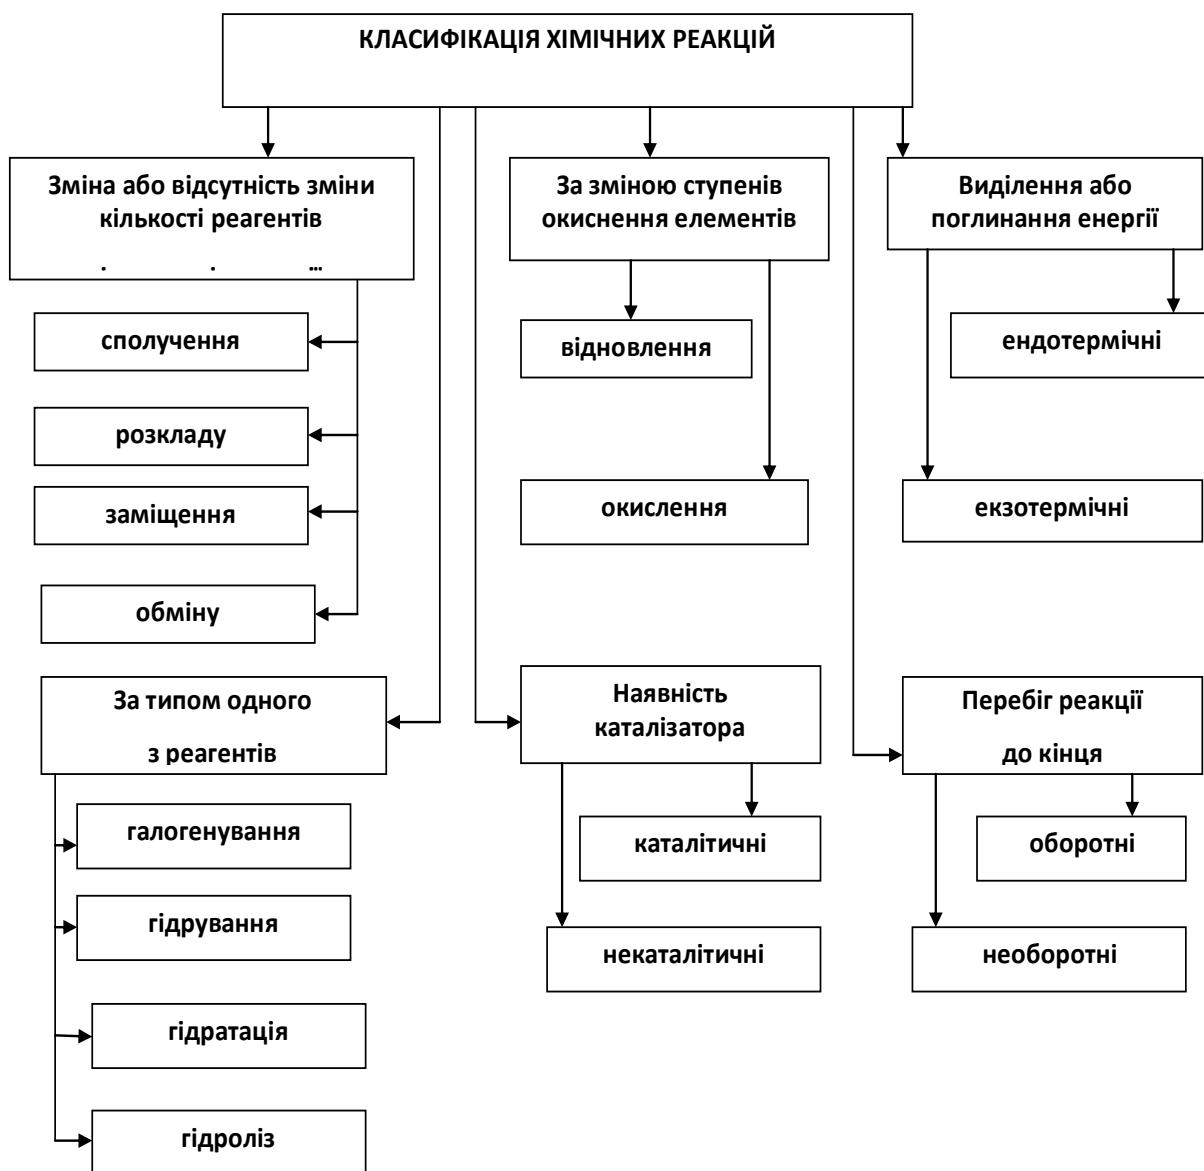 КЛАСИФІКАЦІЯ ХІМІЧНИХ РЕАКЦІЙ
Зміна або відсутність зміни
кількості реагентів
сполучення
розкладу
заміщення
обміну
За зміною ступенів
окиснення елементів
відновлення
окислення
Виділення або
поглинання енергії
ендотермічні
екзотермічні
За типом одного
з реагентів
галогенування
гідрування
гідратація
гідроліз
Наявність
каталізатора
каталітичні
некаталітичні
Перебіг реакції
до кінця
оборотні
необоротні